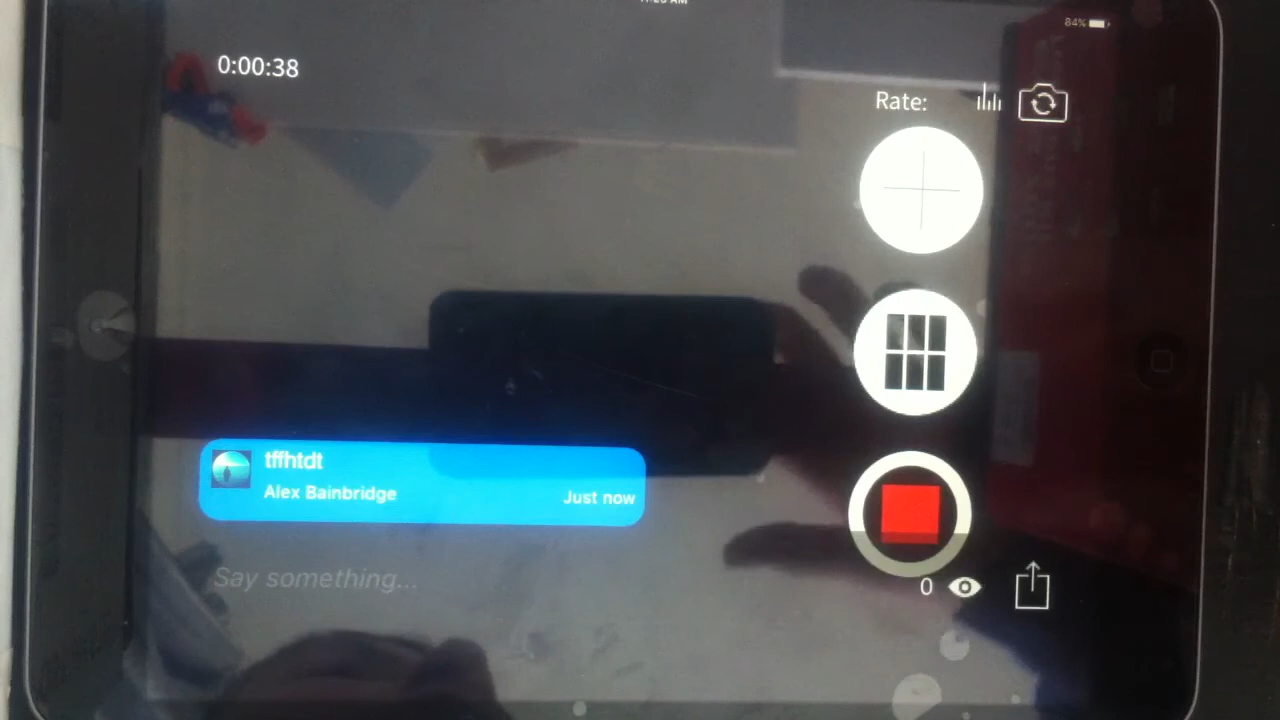 84%
0:00:38
Rate:
tffhtdt
Alex Bainbridge
Just now
Say something...
0